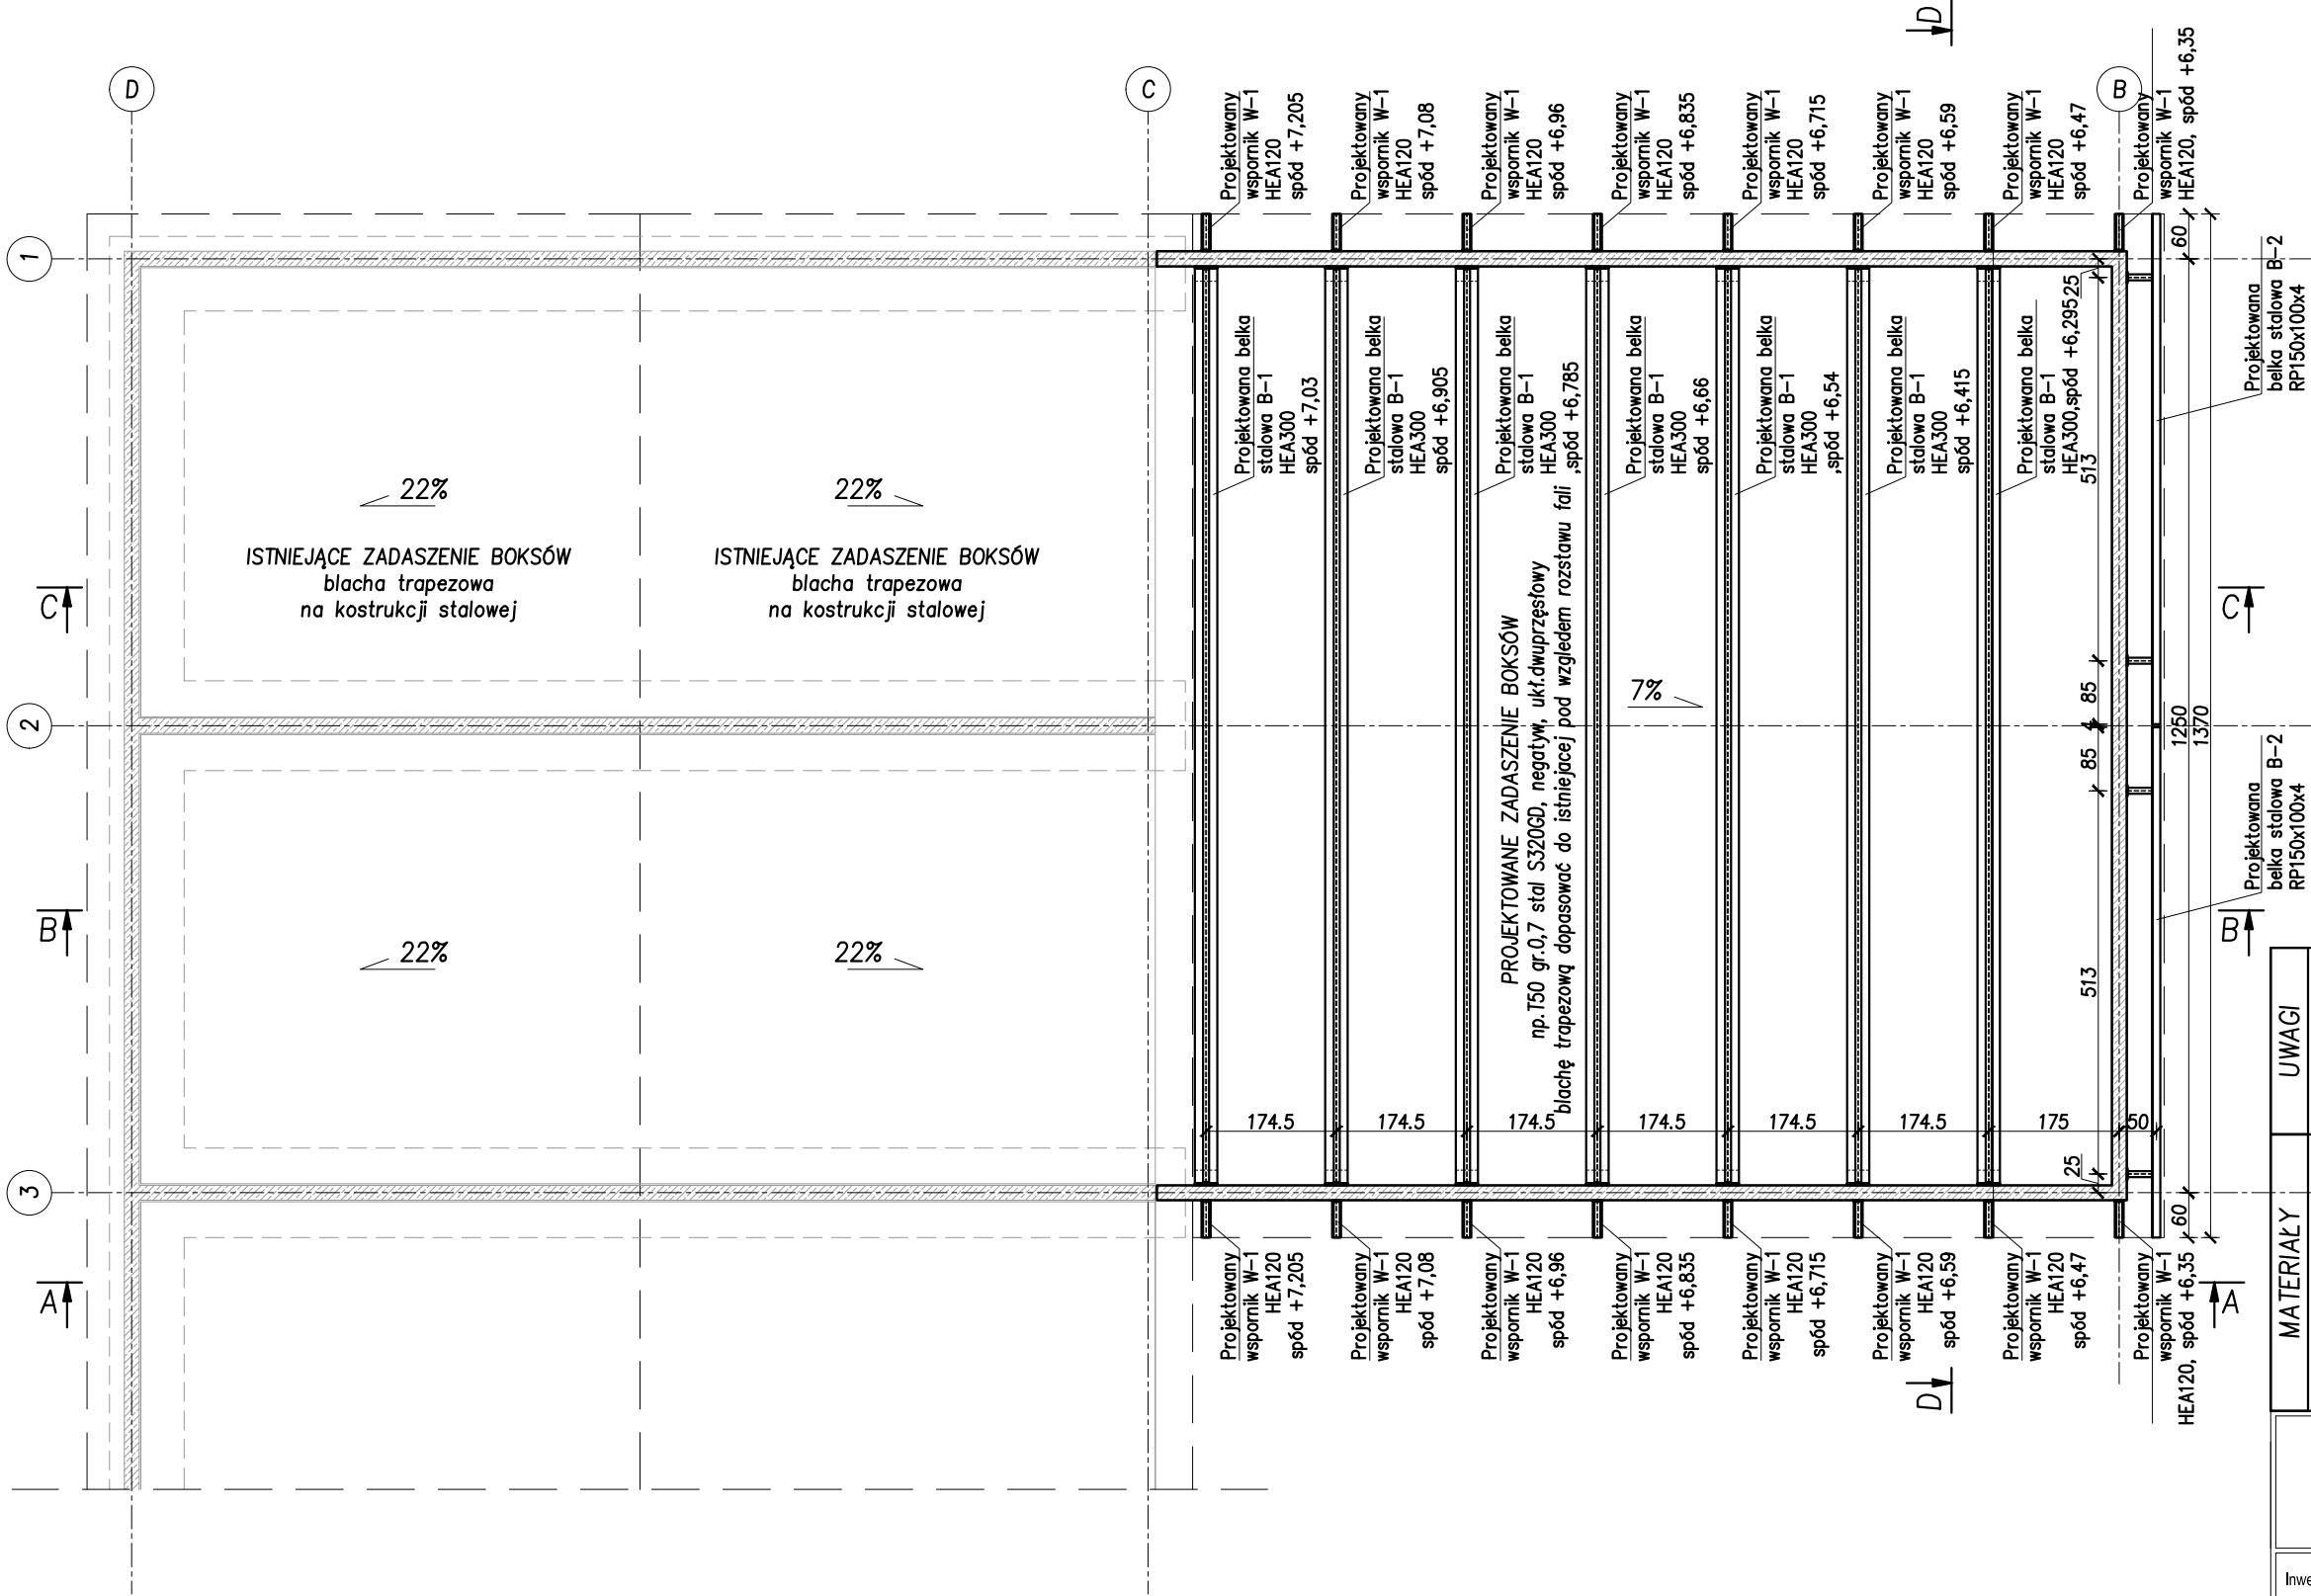 D
C
B
D
1
2
3
C
B
A
C
B
A
D
Projektowany
wspornik W-1
HEA120
spód +7,205
Projektowany
wspornik W-1
HEA120
spód +7,08
Projektowany
wspornik W-1
HEA120
spód +6,96
Projektowany
wspornik W-1
HEA120
spód +6,835
Projektowany
wspornik W-1
HEA120
spód +6,715
Projektowany
wspornik W-1
HEA120
spód +6,59
Projektowany
wspornik W-1
HEA120
spód +6,47
Projektowany
wspornik W-1
HEA120, spód +6,35
Projektowana belka
stalowa B-1
HEA300
spód +7,03
Projektowana belka
stalowa B-1
HEA300
spód +6,905
Projektowana belka
stalowa B-1
HEA300
,spód +6,785
Projektowana belka
stalowa B-1
HEA300
spód +6,66
Projektowana belka
stalowa B-1
HEA300
,spód +6,54
Projektowana belka
stalowa B-1
HEA300
spód +6,415
Projektowana belka
stalowa B-1
HEA300,spód +6,295
22%
22%
ISTNIEJĄCE ZADASZENIE BOKSÓW
blacha trapezowa
na kostrukcji stalowej
ISTNIEJĄCE ZADASZENIE BOKSÓW
blacha trapezowa
na kostrukcji stalowej
22%
22%
PROJEKTOWANE ZADASZENIE BOKSÓW
np.T50 gr.0,7 stal S320GD, negatyw, ukł.dwuprzęsłowy
blachę trapezową dopasować do istniejacej pod wzgledem rozstawu fali
7%
60
25
513
85
4
85
513
25
60
1250
1370
174.5
174.5
174.5
174.5
174.5
174.5
175
50
Projektowana
belka stalowa B-2
RP150x100x4
Projektowana
belka stalowa B-2
RP150x100x4
Projektowany
wspornik W-1
HEA120
spód +7,205
Projektowany
wspornik W-1
HEA120
spód +7,08
Projektowany
wspornik W-1
HEA120
spód +6,96
Projektowany
wspornik W-1
HEA120
spód +6,835
Projektowany
wspornik W-1
HEA120
spód +6,715
Projektowany
wspornik W-1
HEA120
spód +6,59
Projektowany
wspornik W-1
HEA120
spód +6,47
Projektowany
wspornik W-1
HEA120, spód +6,35
UWAGI
MATERIAŁY
Inwe